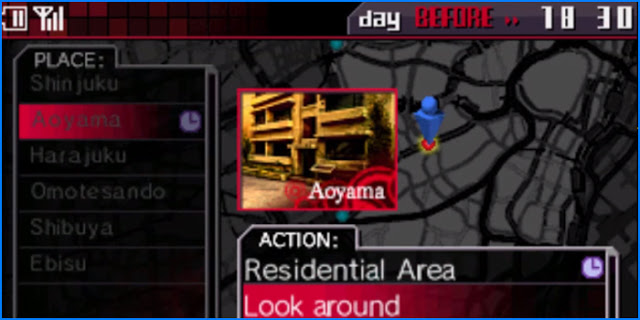 day BEFORE 18 30
PLACE:
Shinjuku
Aoyama
Harajuku
Omotesando
Shibuya
Ebisu
Aoyama
ACTION:
Residential Area
Look around